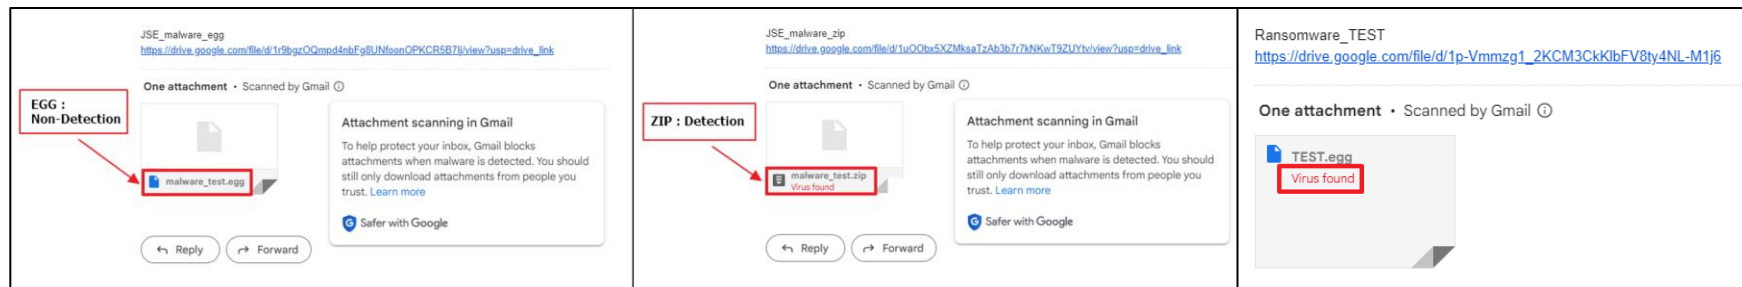 JSE_malware_egg
https://drive.google.com/file/d/1r9bgzOQmpd4nbFg8UNfoonOPKCR5B7lj/view?usp=drive_link
One attachment • Scanned by Gmail
EGG :
Non-Detection
malware_test.egg
Attachment scanning in Gmail
To help protect your inbox, Gmail blocks
attachments when malware is detected. You should
still only download attachments from people you
trust. Learn more
Safer with Google
Reply
Forward
JSE_malware_zip
https://drive.google.com/file/d/1uOObx5XZMksaTzAb3b7r7kNKwT9ZUYtv/view?usp=drive_link
One attachment • Scanned by Gmail
ZIP : Detection
malware_test.zip
Virus found
Attachment scanning in Gmail
To help protect your inbox, Gmail blocks
attachments when malware is detected. You should
still only download attachments from people you
trust. Learn more
Safer with Google
Reply
Forward
Ransomware_TEST
https://drive.google.com/file/d/1p-Vmmzg1_2KCM3CkKlbFV8ty4NL-M1j6
One attachment • Scanned by Gmail
TEST.egg
Virus found